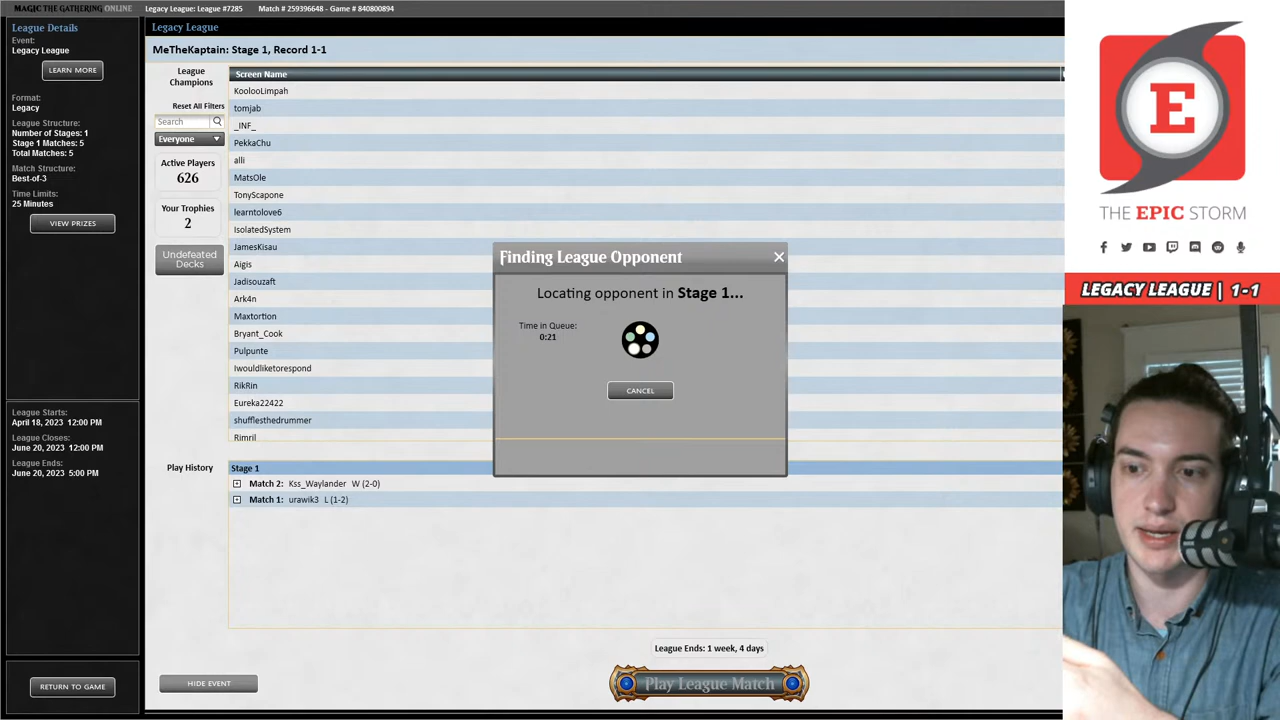 MAGIC THE GATHERING ONLINE
Legacy League: League #7285 Match # 259396648 - Game # 840800894
League Details
Event:
Legacy League
LEARN MORE
Format:
Legacy
League Structure:
Number of Stages: 1
Stage 1 Matches: 5
Total Matches: 5
Match Structure:
Best-of-3
Time Limits:
25 Minutes
VIEW PRIZES
League Starts:
April 18, 2023 12:00 PM
League Closes:
June 20, 2023 12:00 PM
League Ends:
June 20, 2023 5:00 PM
RETURN TO GAME
Legacy League
MeTheKaptain: Stage 1, Record 1-1
League
Champions
Reset All Filters
Search
Everyone
Active Players
626
Your Trophies
2
Undefeated
Decks
Screen Name
KoolooLimpah
tomjab
_INF_
PekkaChu
alli
MatsOle
TonyScapone
learntolove6
IsolatedSystem
JamesKisau
Aigis
Jadisouzaft
Ark4n
Maxtortion
Bryant_Cook
Pulpunte
Iwouldliketorespond
RikRin
Eureka22422
shufflesthedrummer
Rimril
Finding League Opponent
Locating opponent in Stage 1...
Time in Queue:
0:21
CANCEL
Play History
Stage 1
Match 2: Kss_Waylander W (2-0)
Match 1: urawik3 L (1-2)
League Ends: 1 week, 4 days
HIDE EVENT
Play League Match
E
THE EPIC STORM
LEGACY LEAGUE | 1-1